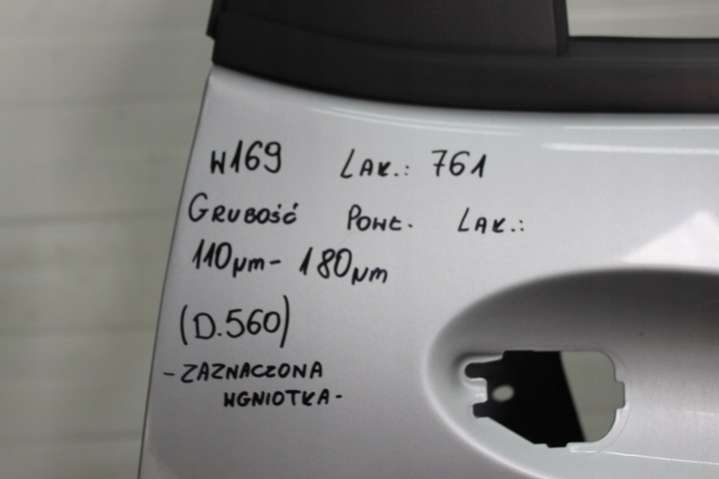 W169 LAK.: 761
GRUBOŚĆ POWŁ. LAK.:
110µm - 180µm
(D.560)
- ZAZNACZONA
WGNIOTKA -